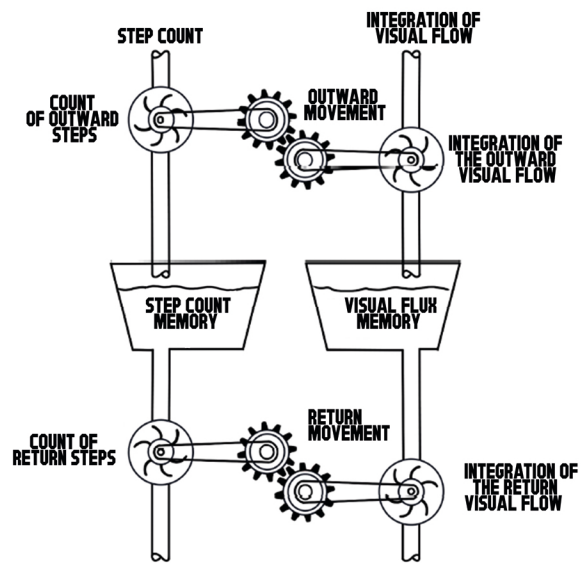 STEP COUNT
INTEGRATION OF
VISUAL FLOW
COUNT
OF OUTWARD
STEPS
OUTWARD
MOVEMENT
INTEGRATION OF
THE OUTWARD
VISUAL FLOW
STEP COUNT
MEMORY
VISUAL FLUX
MEMORY
RETURN
MOVEMENT
COUNT OF
RETURN STEPS
INTEGRATION OF
THE RETURN
VISUAL FLOW